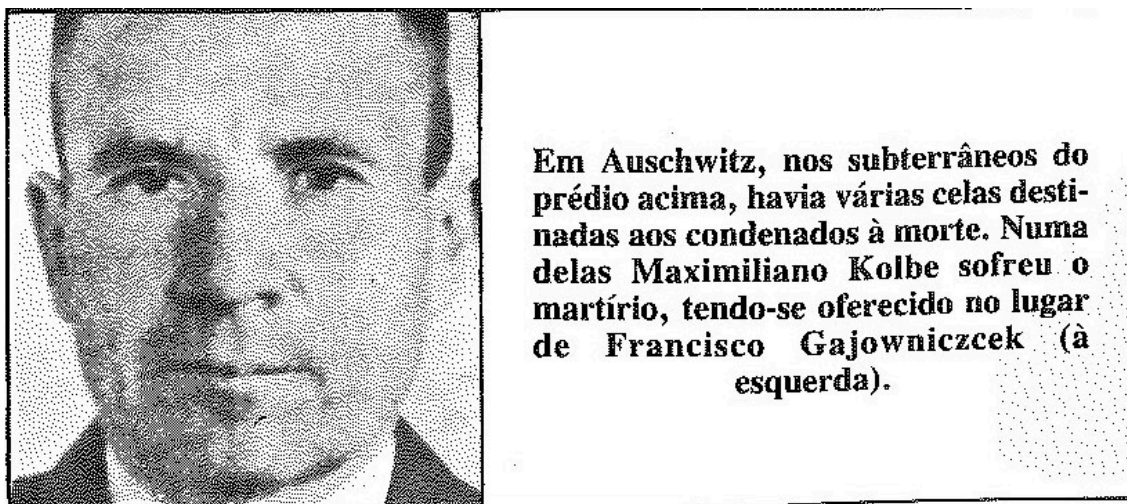 Em Auschwitz, nos subterrâneos do
prédio acima, havia várias celas desti-
nadas aos condenados à morte. Numa
delas Maximiliano Kolbe sofreu o
martírio, tendo-se oferecido no lugar
de Francisco Gajowniczcek (à
esquerda).